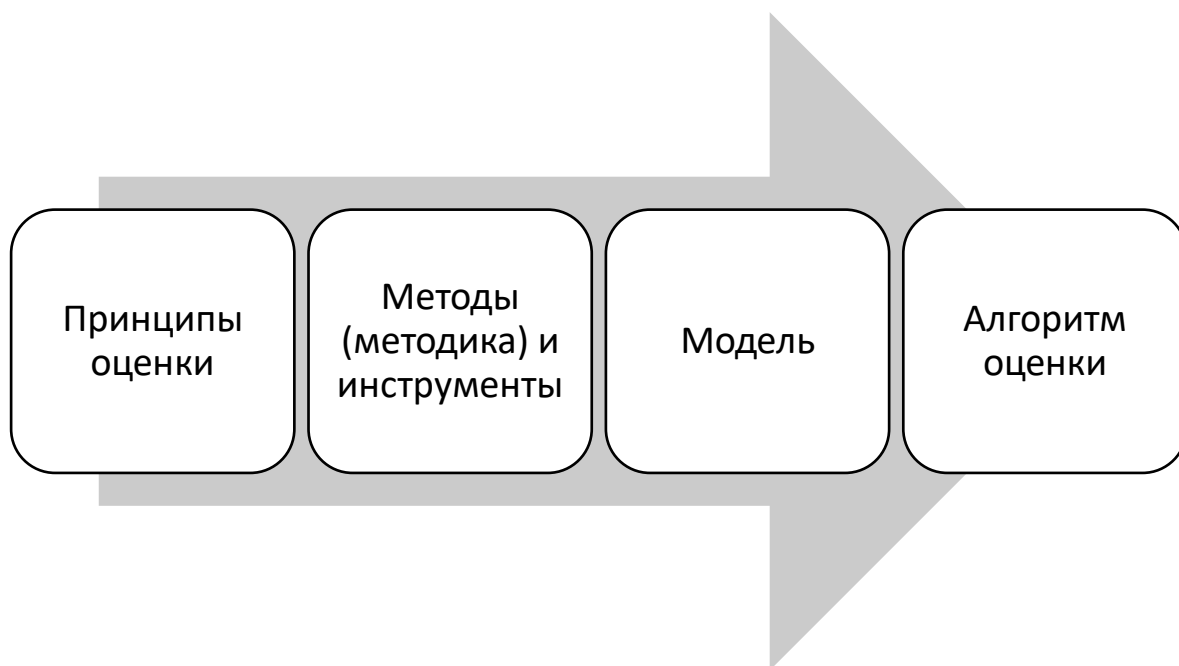 Принципы
оценки
Методы
(методика) и
инструменты
Модель
Алгоритм
оценки